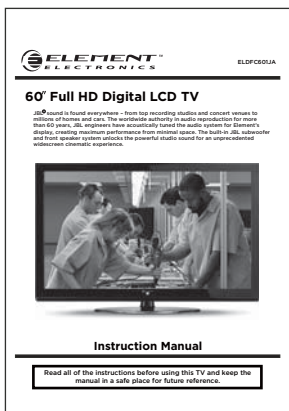 ELEMENT™
ELECTRONICS
ELDFC601JA
60" Full HD Digital LCD TV
JBL® sound is found everywhere – from top recording studios and concert venues to
millions of homes and cars. The worldwide authority in audio reproduction for more
than 60 years, JBL engineers have acoustically tuned the audio system for Element's
display, creating maximum performance from minimal space. The built-in JBL subwoofer
and front speaker system unlocks the powerful studio sound for an unprecedented
widescreen cinematic experience.
Instruction Manual
Read all of the instructions before using this TV and keep the
manual in a safe place for future reference.